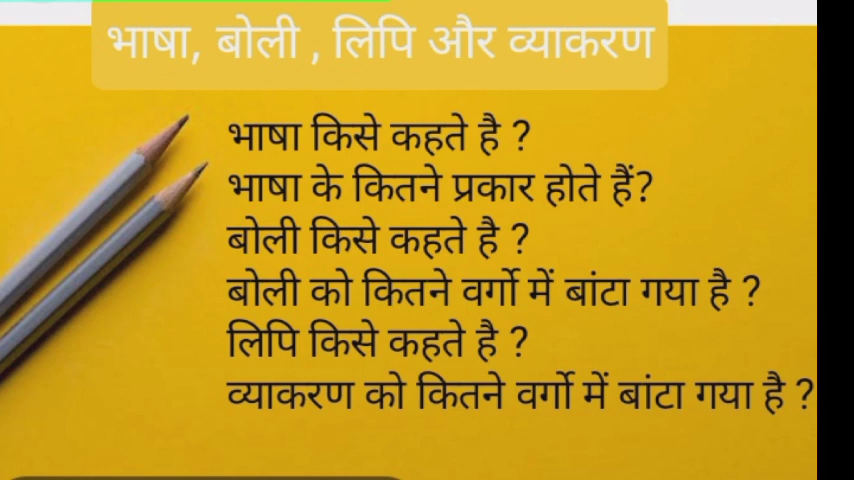 भाषा, बोली , लिपि और व्याकरण
भाषा किसे कहते है ?
भाषा के कितने प्रकार होते हैं?
बोली किसे कहते है ?
बोली को कितने वर्गो में बांटा गया है ?
लिपि किसे कहते है ?
व्याकरण को कितने वर्गो में बांटा गया है ?